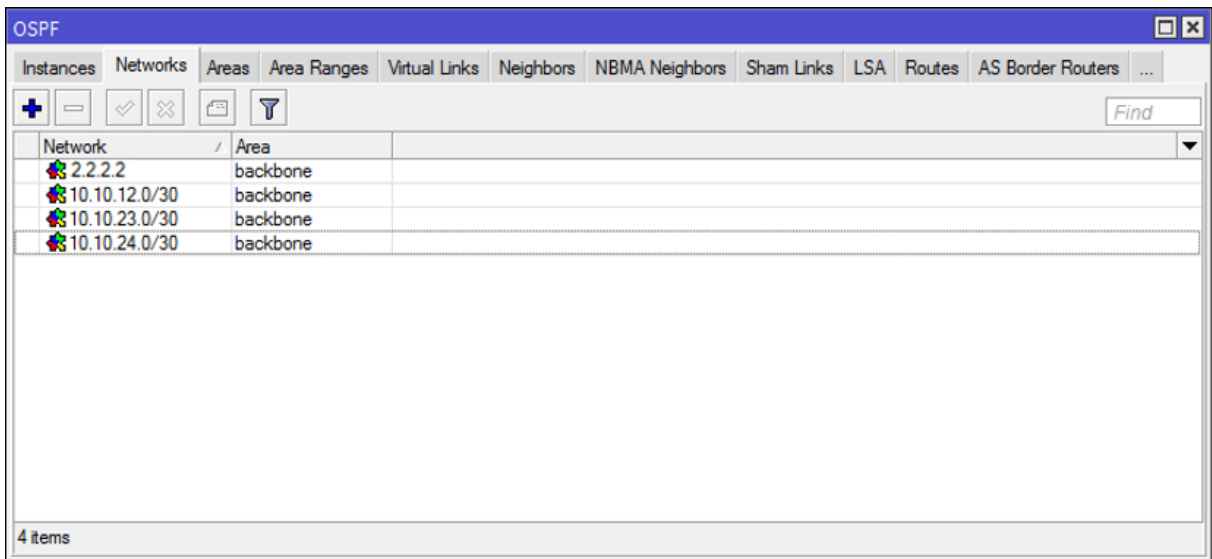 OSPF
Instances Networks Areas Area Ranges Virtual Links Neighbors NBMA Neighbors Sham Links LSA Routes AS Border Routers ...
Find
Network Area
2.2.2.2 backbone
10.10.12.0/30 backbone
10.10.23.0/30 backbone
10.10.24.0/30 backbone
4 items